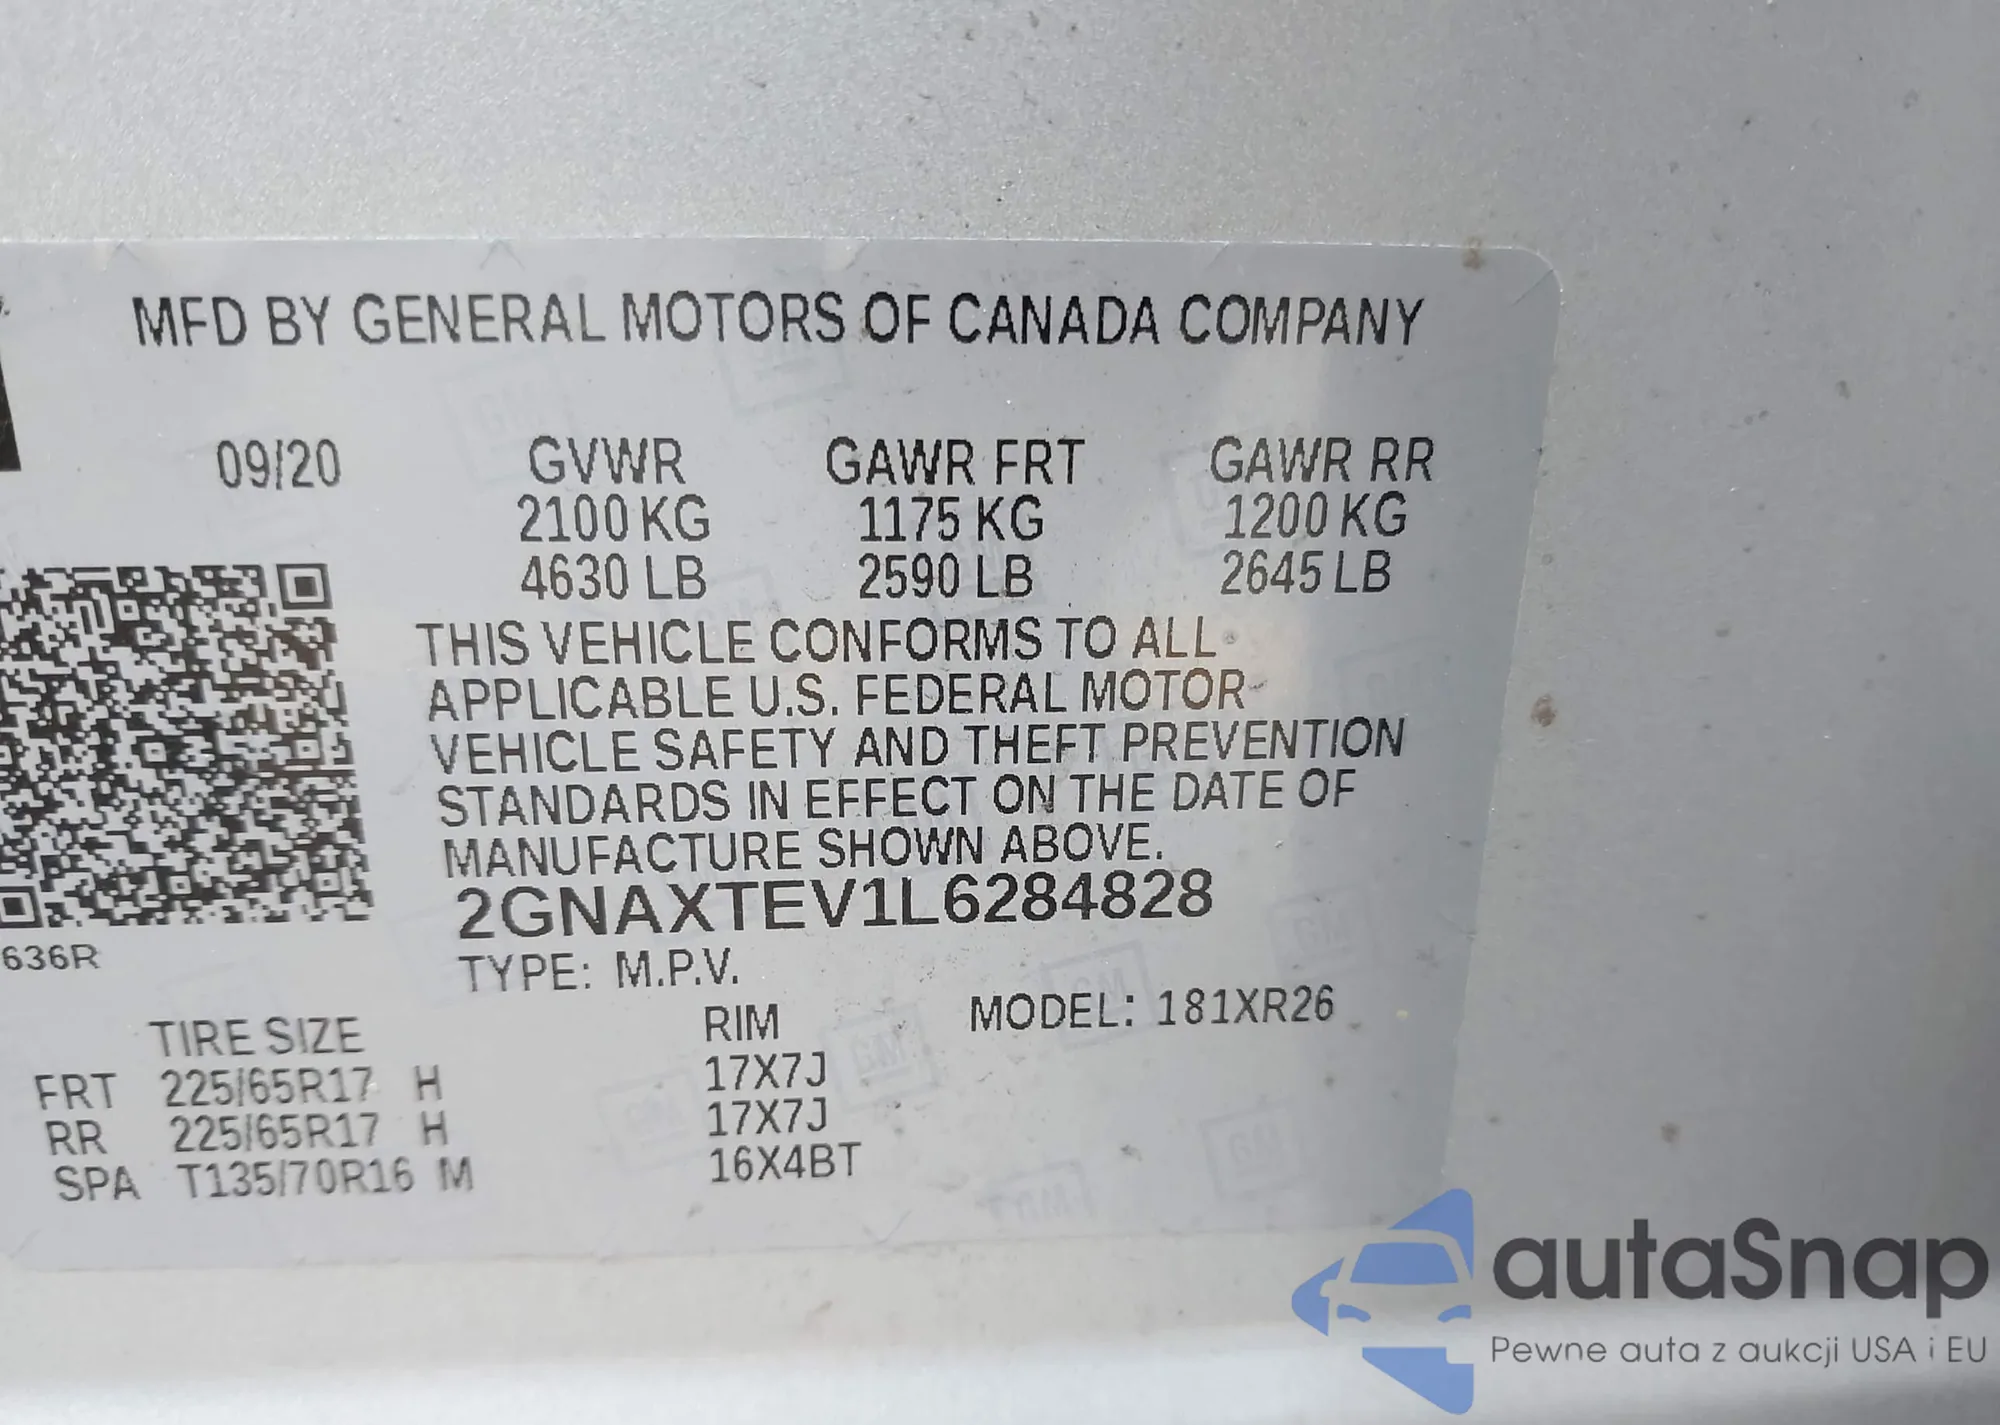 MFD BY GENERAL MOTORS OF CANADA COMPANY
09/20 GVWR GAWR FRT GAWR RR
2100 KG 1175 KG 1200 KG
4630 LB 2590 LB 2645 LB
THIS VEHICLE CONFORMS TO ALL
APPLICABLE U.S. FEDERAL MOTOR
VEHICLE SAFETY AND THEFT PREVENTION
STANDARDS IN EFFECT ON THE DATE OF
MANUFACTURE SHOWN ABOVE.
2GNAXTEV1L6284828
636R
TYPE: M.P.V.
TIRE SIZE RIM MODEL: 181XR26
FRT 225/65R17 H 17X7J
RR 225/65R17 H 17X7J
SPA T135/70R16 M 16X4BT
autaSnap
Pewne auta z aukcji USA i EU